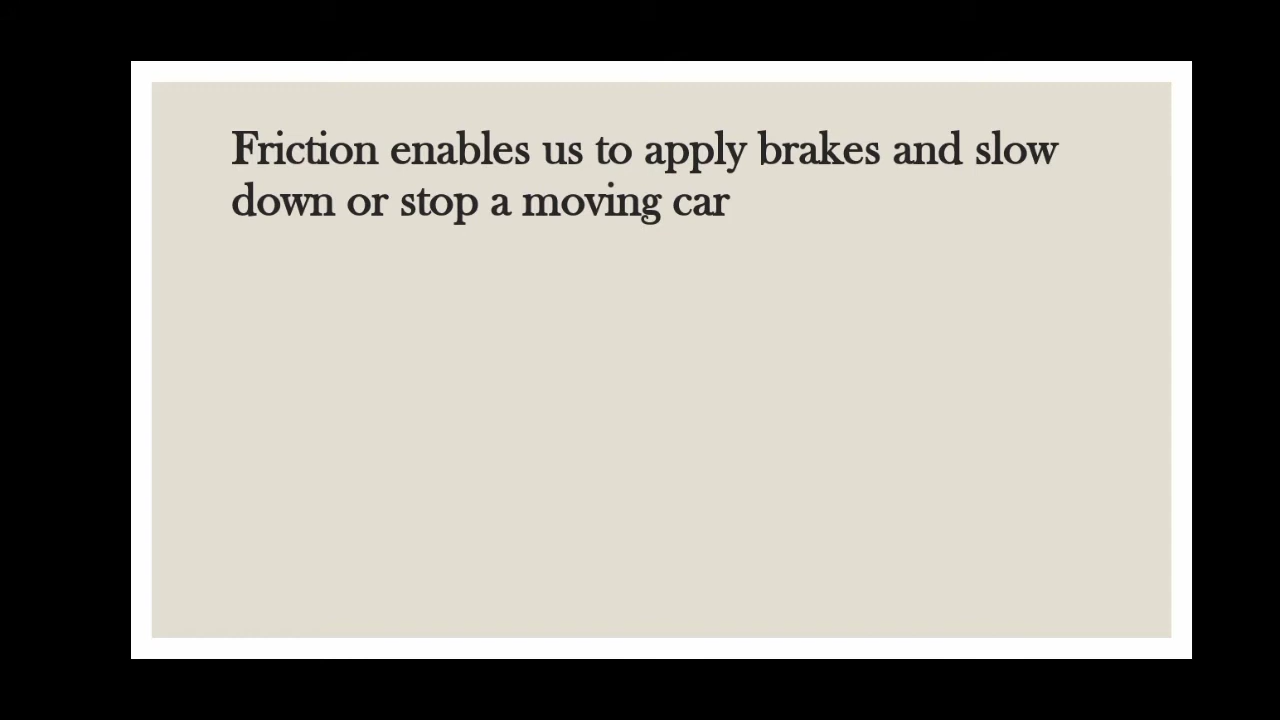 Friction enables us to apply brakes and slow
down or stop a moving car